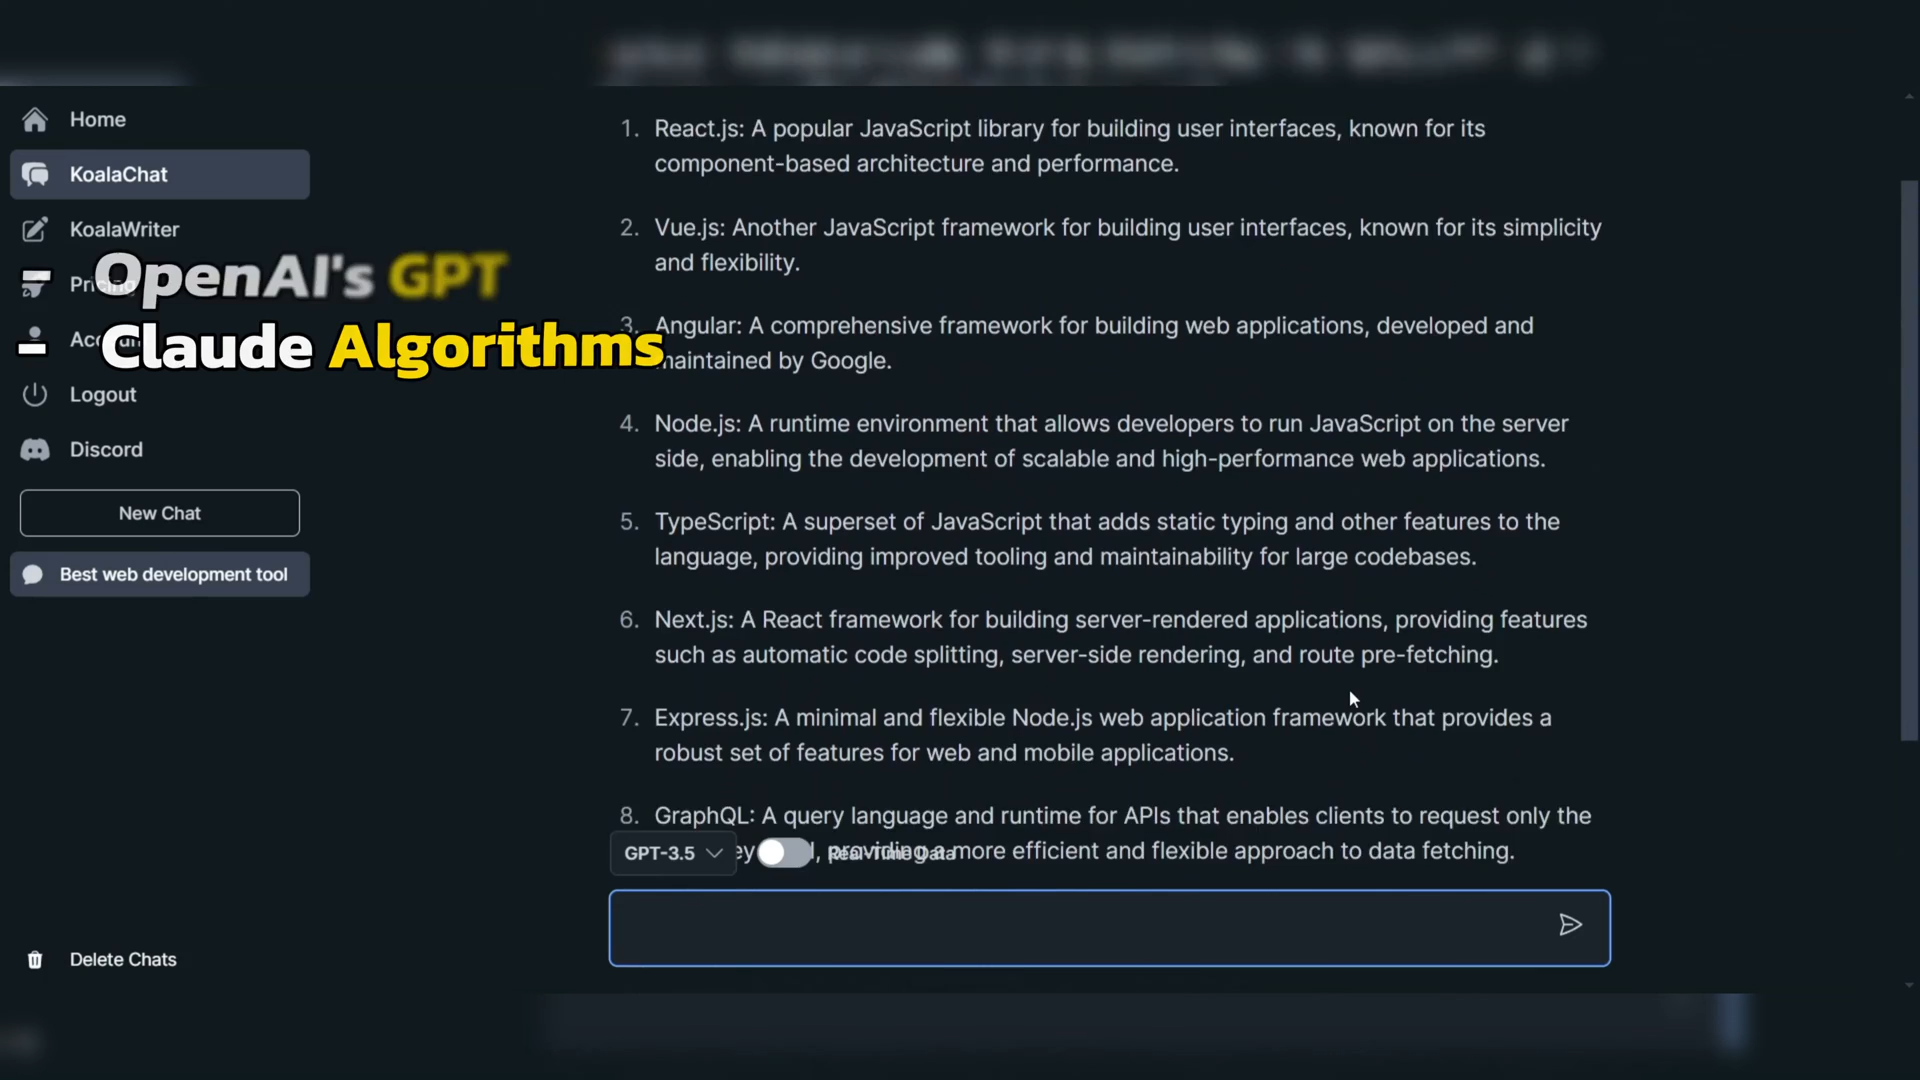 Home
KoalaChat
KoalaWriter
OpenAI's GPT
Claude Algorithms
Logout
Discord
New Chat
Best web development tool
Delete Chats
1. React.js: A popular JavaScript library for building user interfaces, known for its
component-based architecture and performance.
2. Vue.js: Another JavaScript framework for building user interfaces, known for its simplicity
and flexibility.
3. Angular: A comprehensive framework for building web applications, developed and
maintained by Google.
4. Node.js: A runtime environment that allows developers to run JavaScript on the server
side, enabling the development of scalable and high-performance web applications.
5. TypeScript: A superset of JavaScript that adds static typing and other features to the
language, providing improved tooling and maintainability for large codebases.
6. Next.js: A React framework for building server-rendered applications, providing features
such as automatic code splitting, server-side rendering, and route pre-fetching.
7. Express.js: A minimal and flexible Node.js web application framework that provides a
robust set of features for web and mobile applications.
8. GraphQL: A query language and runtime for APIs that enables clients to request only the
providing a more efficient and flexible approach to data fetching.
GPT-3.5
Real-Time Data